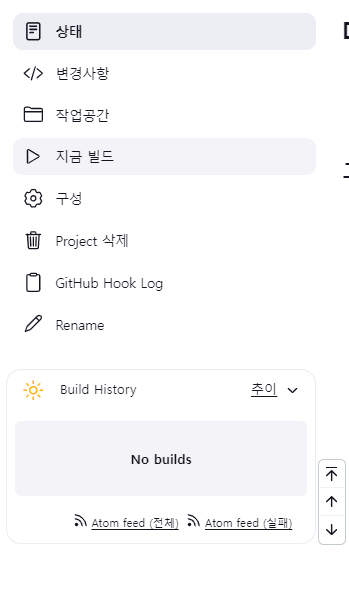 상태
변경사항
작업공간
지금 빌드
구성
Project 삭제
GitHub Hook Log
Rename
Build History 추이
No builds
Atom feed (전체) Atom feed (실패)